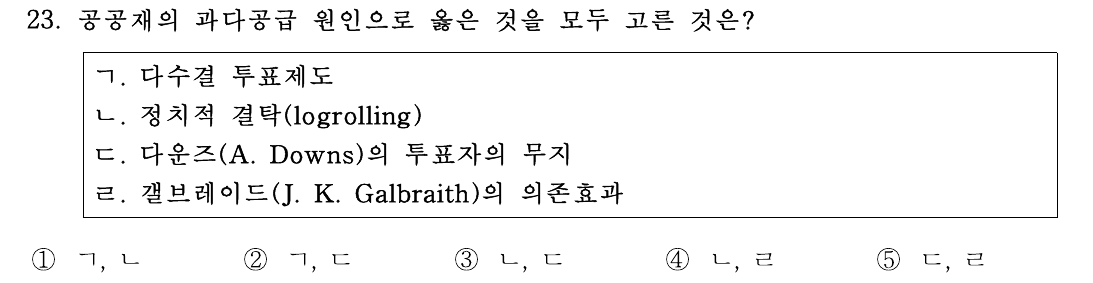 23. 공공재의 과다공급 원인으로 옳은 것을 모두 고른 것은?
ㄱ. 다수결 투표제도
ㄴ. 정치적 결탁(logrolling)
ㄷ. 다운즈(A. Downs)의 투표자의 무지
ㄹ. 갤브레이드(J. K. Galbraith)의 의존효과
① ㄱ, ㄴ ② ㄱ, ㄷ ③ ㄴ, ㄷ ④ ㄴ, ㄹ ⑤ ㄷ, ㄹ